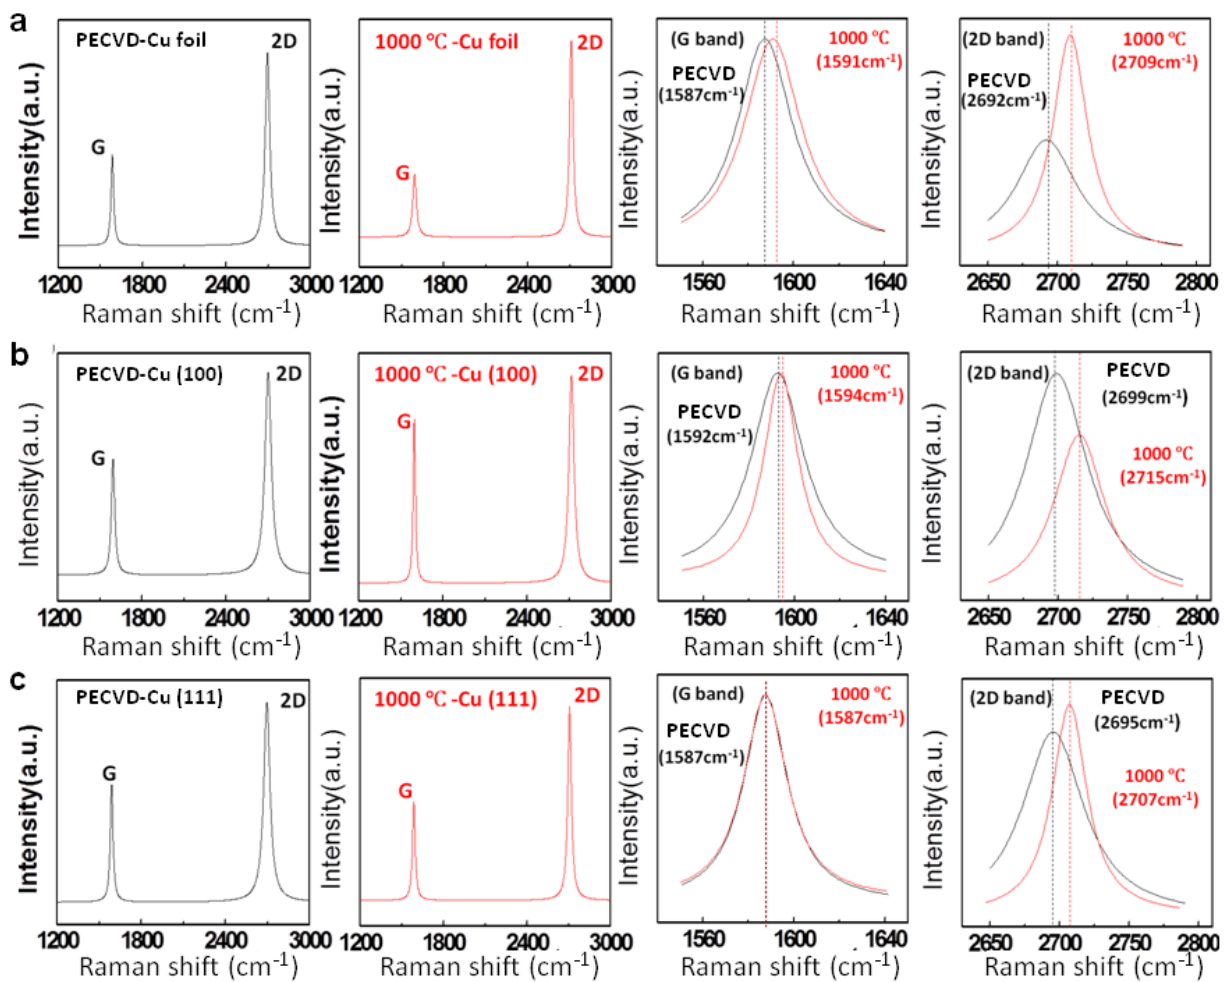 a
PECVD-Cu foil
2D
G
Intensity(a.u.)
1200 1800 2400 3000
Raman shift (cm-1)
1000 ℃ -Cu foil
2D
G
Intensity(a.u.)
1200 1800 2400 3000
Raman shift (cm-1)
(G band)
PECVD
(1587cm-1)
1000 ℃
(1591cm-1)
Intensity(a.u.)
1560 1600 1640
Raman shift (cm-1)
(2D band)
PECVD
(2692cm-1)
1000 ℃
(2709cm-1)
Intensity(a.u.)
2650 2700 2750 2800
Raman shift (cm-1)
b
PECVD-Cu (100)
2D
G
Intensity(a.u.)
1200 1800 2400 3000
Raman shift (cm-1)
1000 ℃ -Cu (100)
2D
G
Intensity(a.u.)
1200 1800 2400 3000
Raman shift (cm-1)
(G band)
PECVD
(1592cm-1)
1000 ℃
(1594cm-1)
Intensity(a.u.)
1560 1600 1640
Raman shift (cm-1)
(2D band)
PECVD
(2699cm-1)
1000 ℃
(2715cm-1)
Intensity(a.u.)
2650 2700 2750 2800
Raman shift (cm-1)
c
PECVD-Cu (111)
2D
G
Intensity(a.u.)
1200 1800 2400 3000
Raman shift (cm-1)
1000 ℃ -Cu (111)
2D
G
Intensity(a.u.)
1200 1800 2400 3000
Raman shift (cm-1)
(G band)
PECVD
(1587cm-1)
1000 ℃
(1587cm-1)
Intensity(a.u.)
1560 1600 1640
Raman shift (cm-1)
(2D band)
PECVD
(2695cm-1)
1000 ℃
(2707cm-1)
Intensity(a.u.)
2650 2700 2750 2800
Raman shift (cm-1)